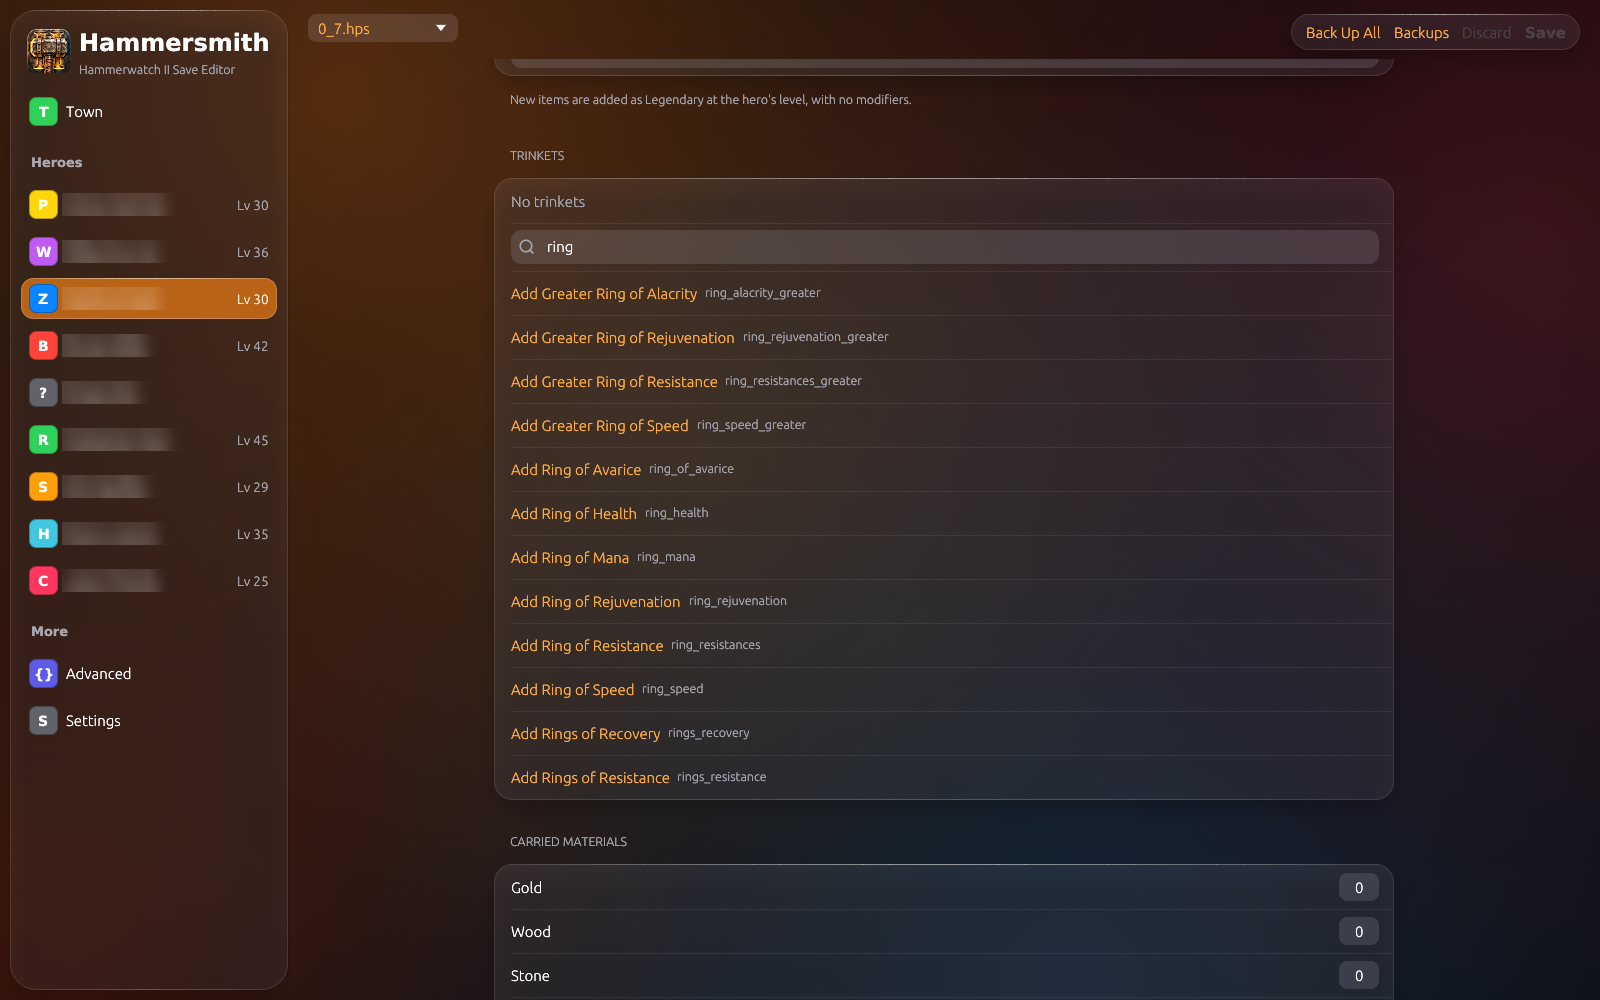 Hammersmith
Hammerwatch II Save Editor
T Town
Heroes
P Lv 30
W Lv 36
Z Lv 30
B Lv 42
?
R Lv 45
S Lv 29
H Lv 35
C Lv 25
More
{} Advanced
S Settings
0_7.hps
Back Up All Backups Discard Save
New items are added as Legendary at the hero's level, with no modifiers.
TRINKETS
No trinkets
ring
Add Greater Ring of Alacrity ring_alacrity_greater
Add Greater Ring of Rejuvenation ring_rejuvenation_greater
Add Greater Ring of Resistance ring_resistances_greater
Add Greater Ring of Speed ring_speed_greater
Add Ring of Avarice ring_of_avarice
Add Ring of Health ring_health
Add Ring of Mana ring_mana
Add Ring of Rejuvenation ring_rejuvenation
Add Ring of Resistance ring_resistances
Add Ring of Speed ring_speed
Add Rings of Recovery rings_recovery
Add Rings of Resistance rings_resistance
CARRIED MATERIALS
Gold 0
Wood 0
Stone 0